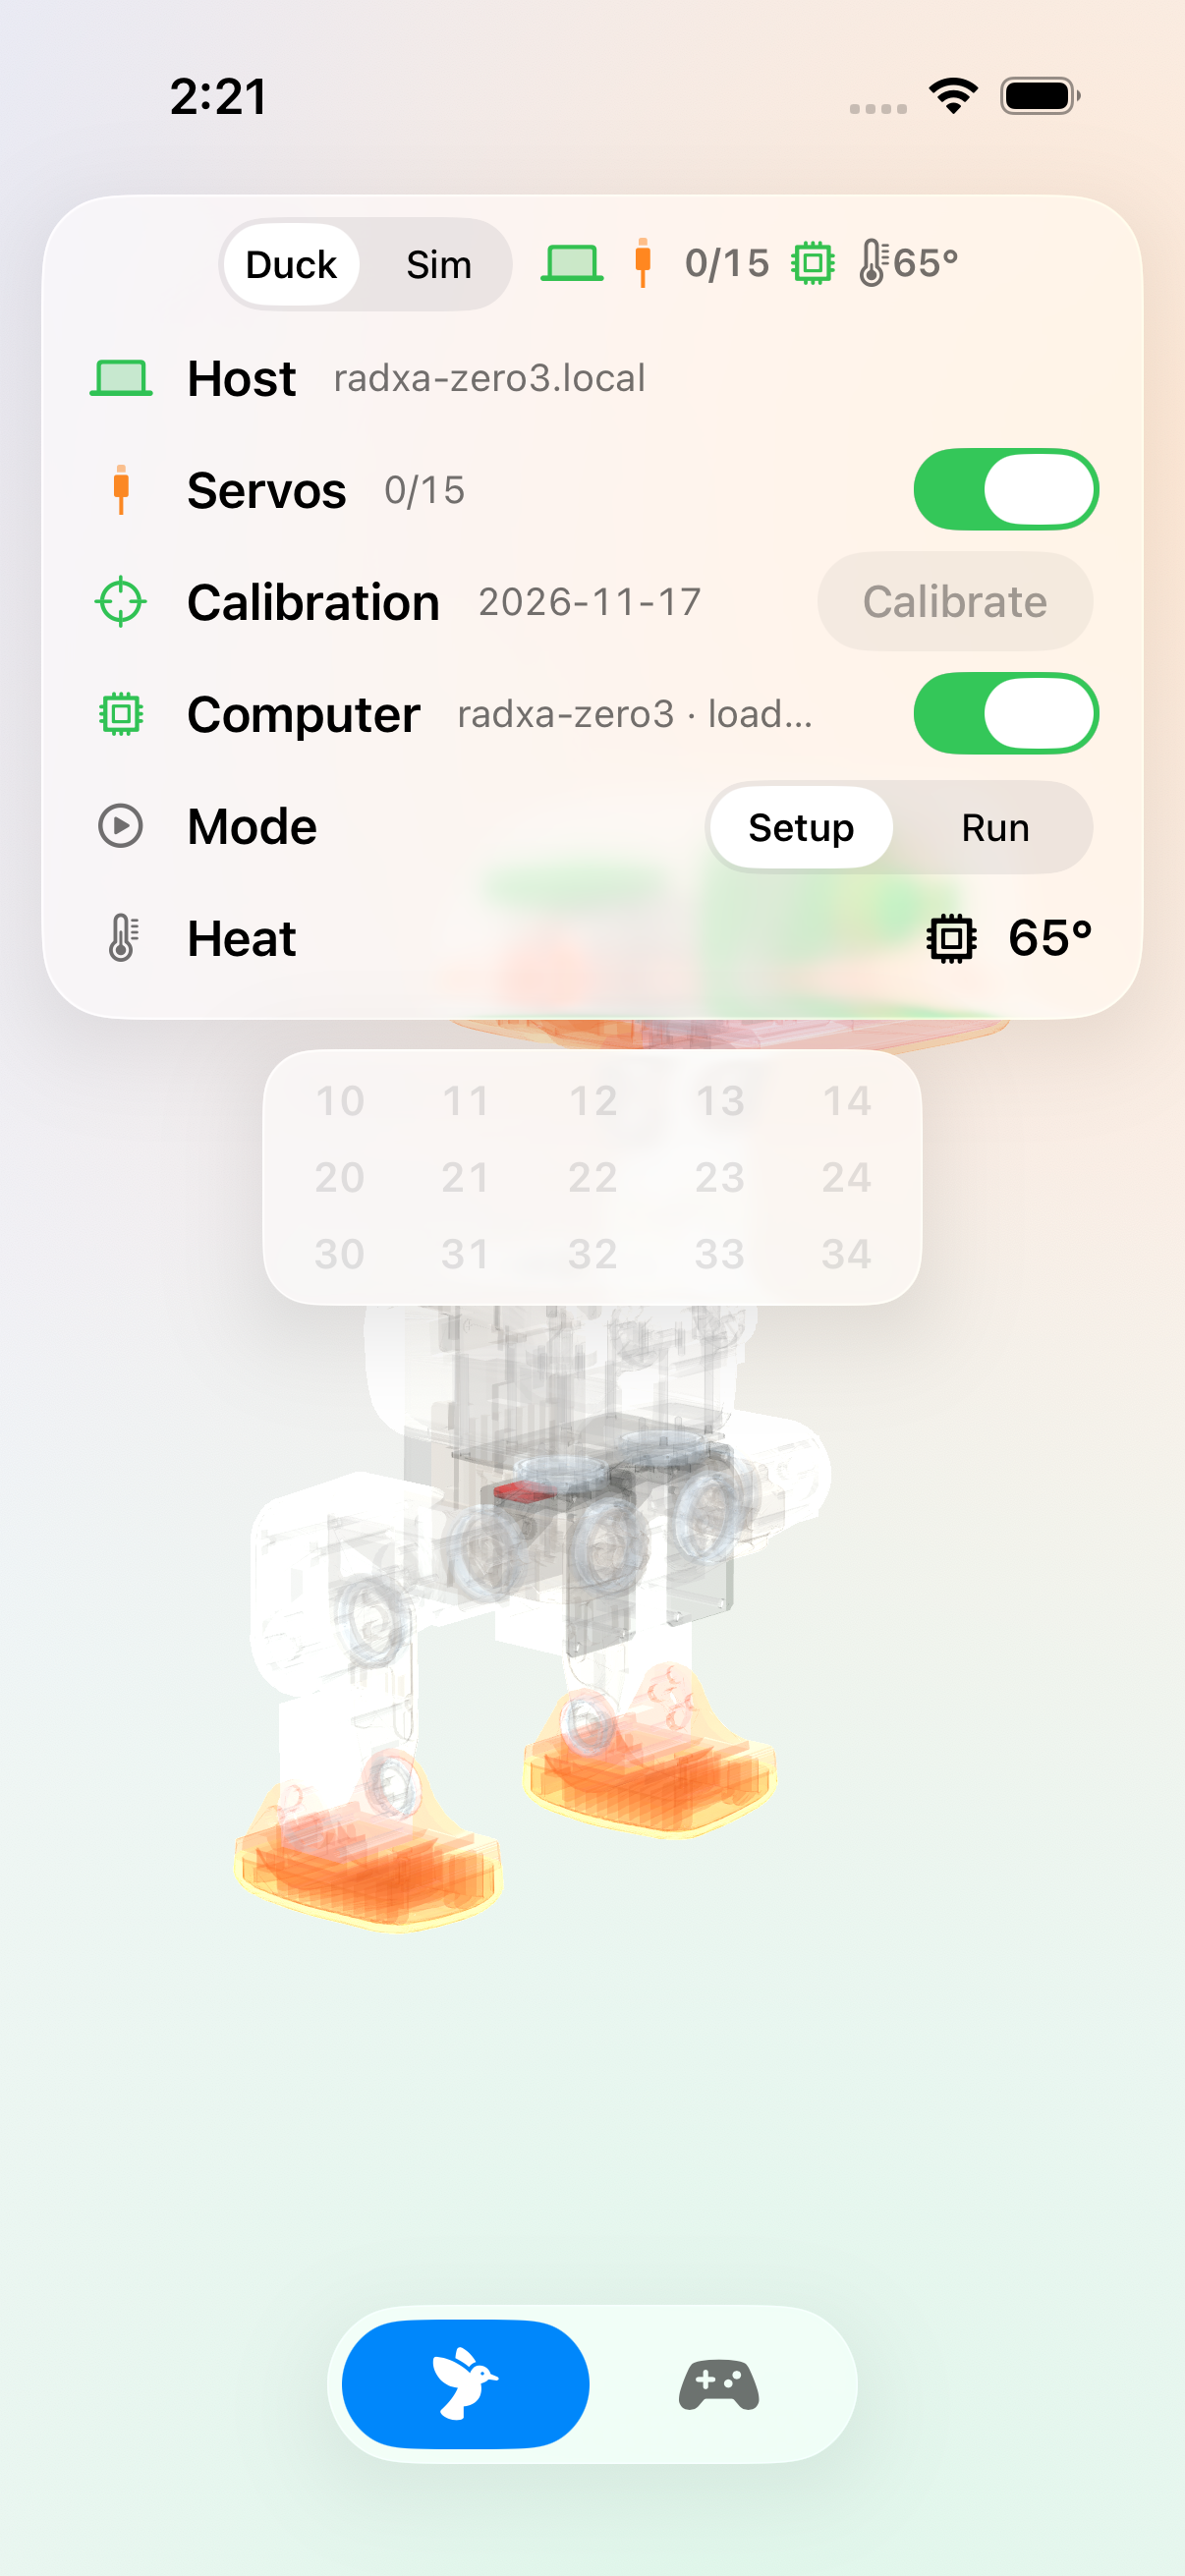 2:21
Duck Sim 0/15 65°
Host radxa-zero3.local
Servos 0/15
Calibration 2026-11-17 Calibrate
Computer radxa-zero3 · load...
Mode Setup Run
Heat 65°
10 11 12 13 14
20 21 22 23 24
30 31 32 33 34